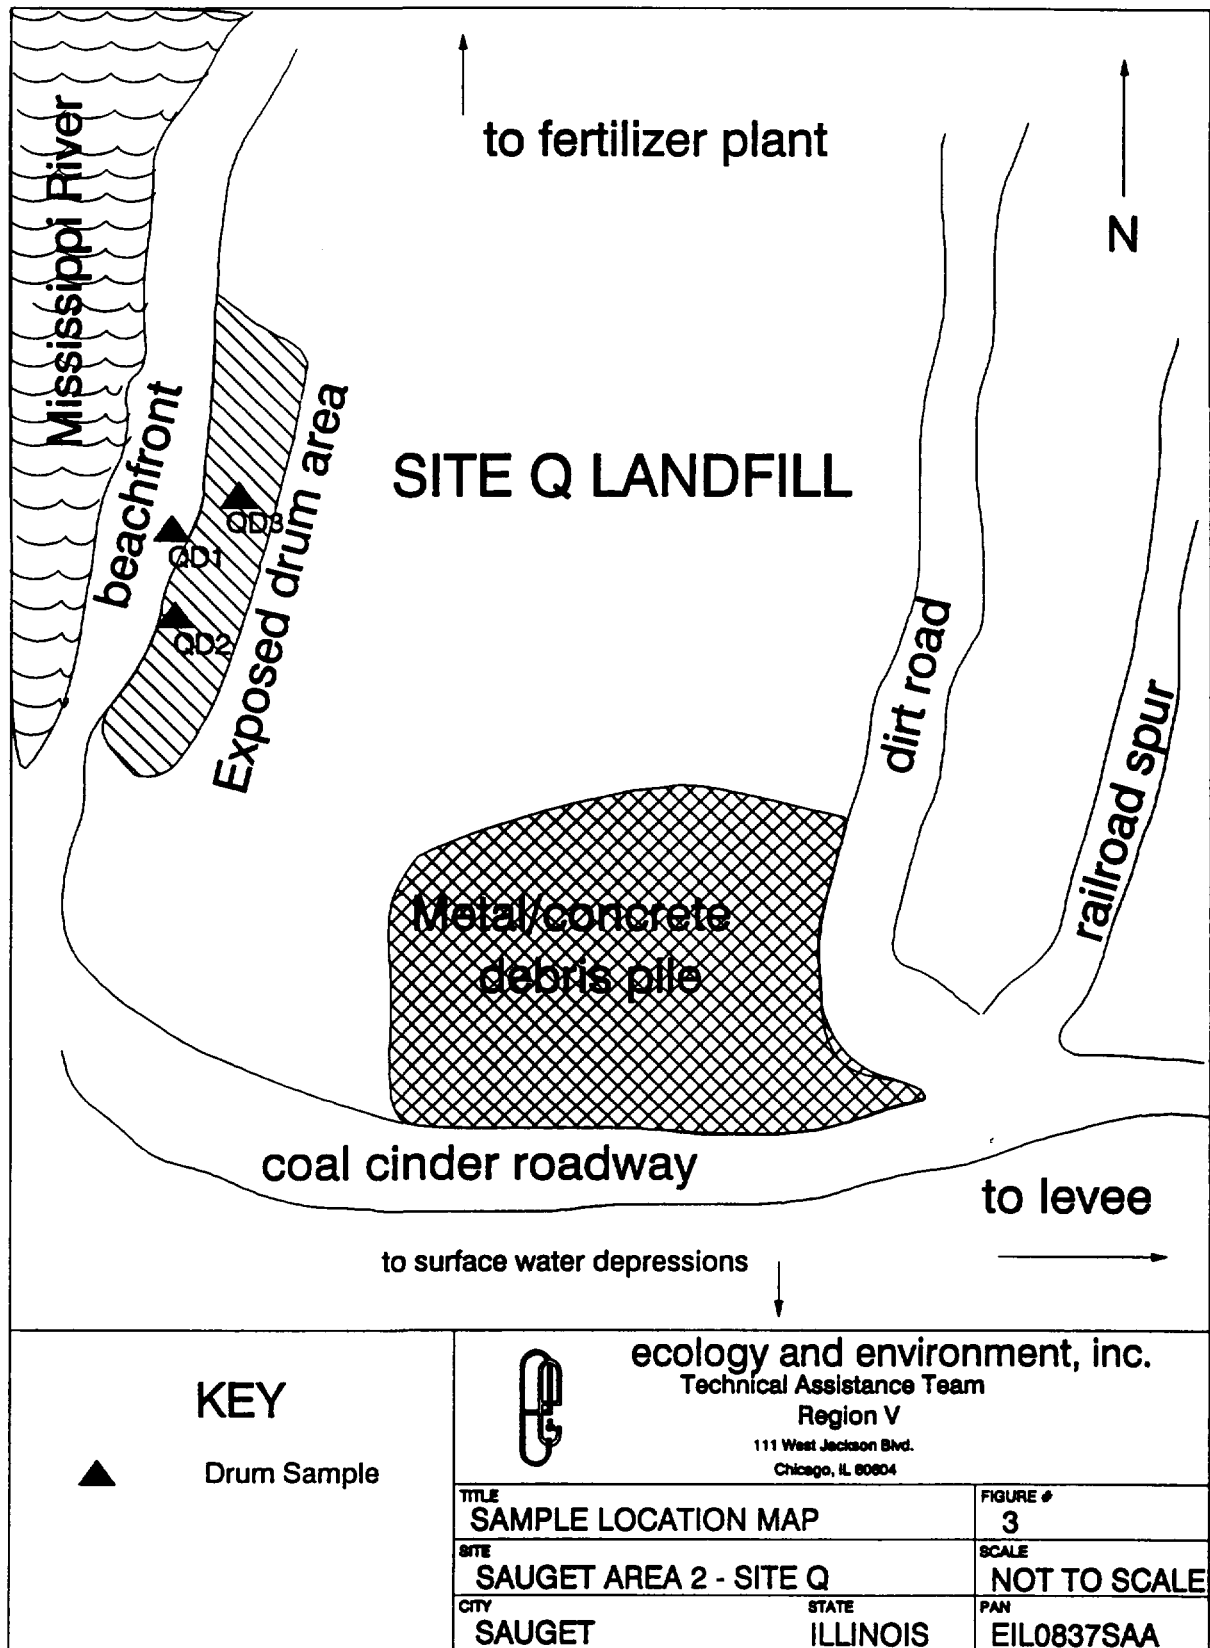 to fertilizer plant
N
Mississippi River
beachfront
Exposed drum area
SITE Q LANDFILL
QD3
QD1
QD2
dirt road
railroad spur
Metal/concrete
debris pile
coal cinder roadway
to levee
to surface water depressions
KEY
Drum Sample
ecology and environment, inc.
Technical Assistance Team
Region V
111 West Jackson Blvd.
Chicago, IL 60604
TITLE
SAMPLE LOCATION MAP
FIGURE #
3
SITE
SAUGET AREA 2 - SITE Q
SCALE
NOT TO SCALE
CITY
SAUGET
STATE
ILLINOIS
PAN
EIL0837SAA